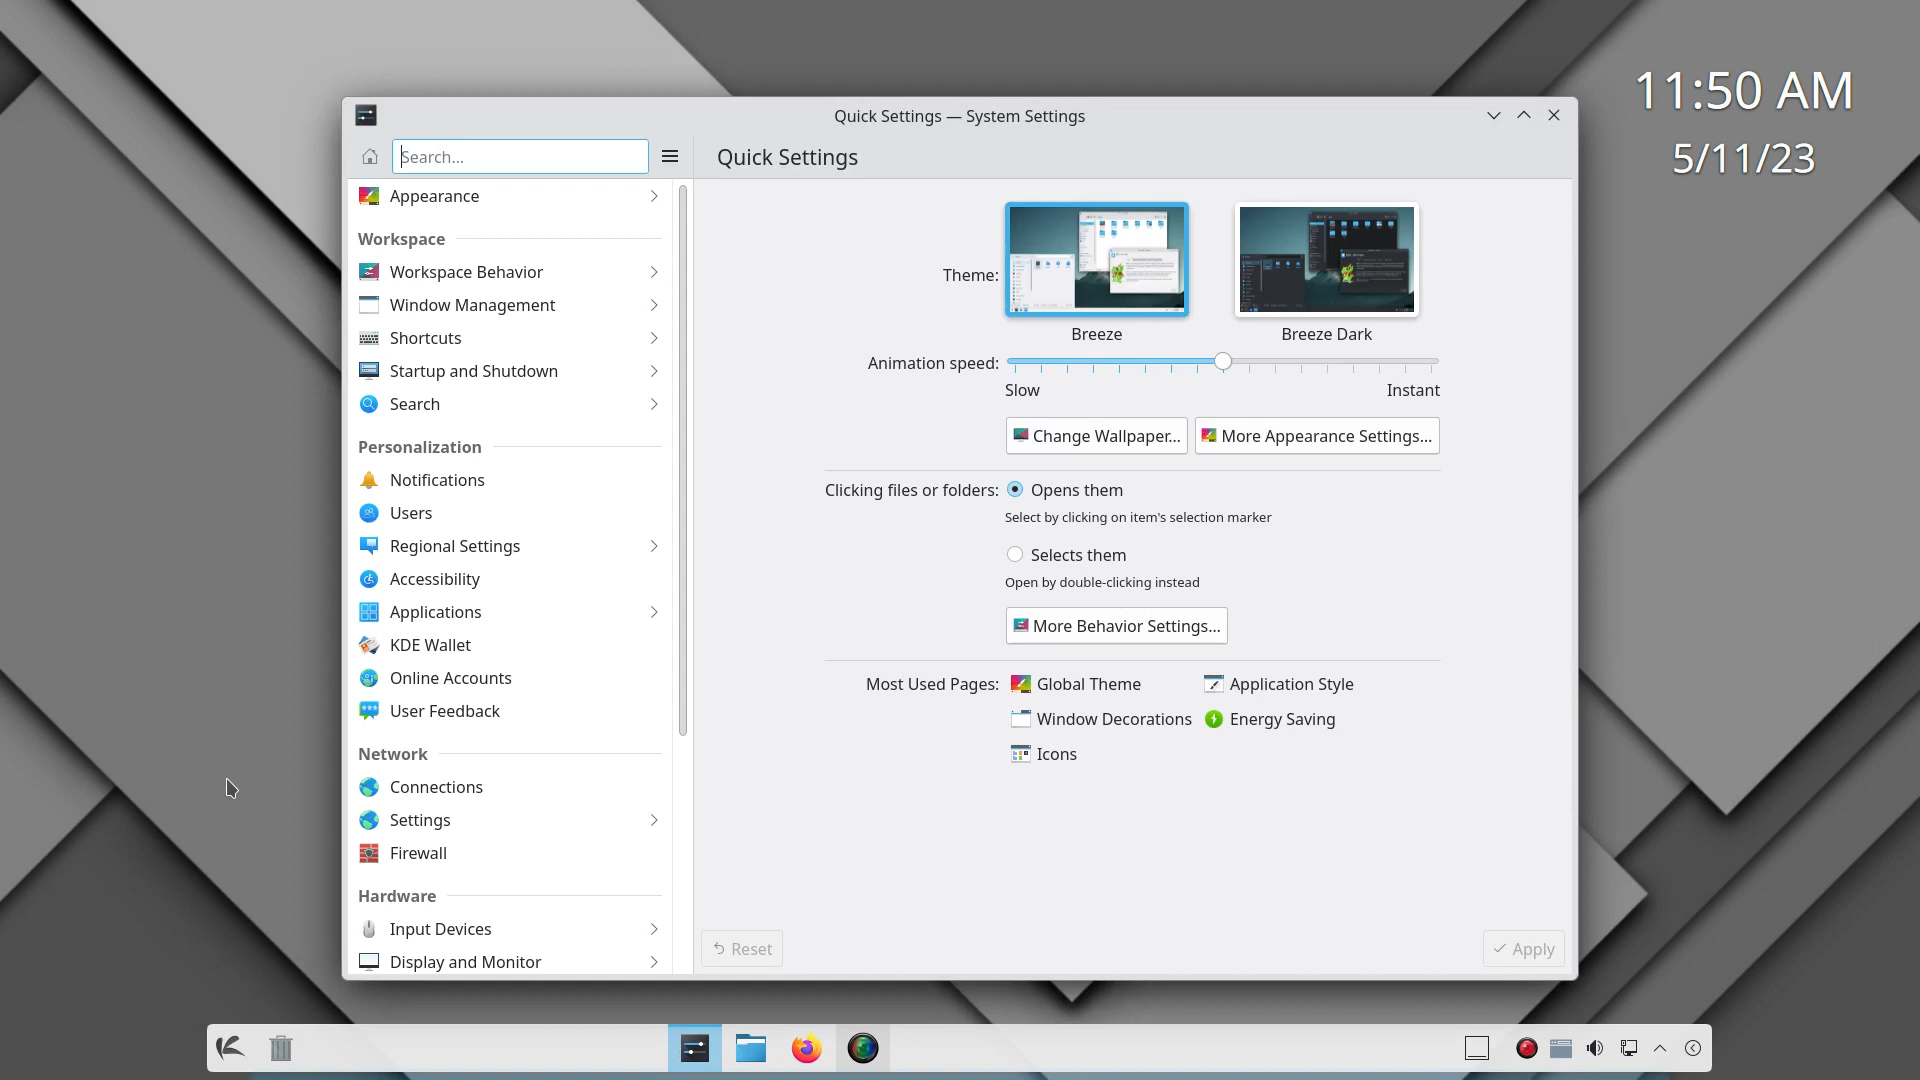 11:50 AM
5/11/23
Quick Settings — System Settings
Search...
Quick Settings
Appearance
Workspace
Workspace Behavior
Window Management
Shortcuts
Startup and Shutdown
Search
Personalization
Notifications
Users
Regional Settings
Accessibility
Applications
KDE Wallet
Online Accounts
User Feedback
Network
Connections
Settings
Firewall
Hardware
Input Devices
Display and Monitor
Theme:
Breeze
Breeze Dark
Animation speed:
Slow
Instant
Change Wallpaper...
More Appearance Settings...
Clicking files or folders:
Opens them
Select by clicking on item's selection marker
Selects them
Open by double-clicking instead
More Behavior Settings...
Most Used Pages:
Global Theme
Application Style
Window Decorations
Energy Saving
Icons
Reset
Apply